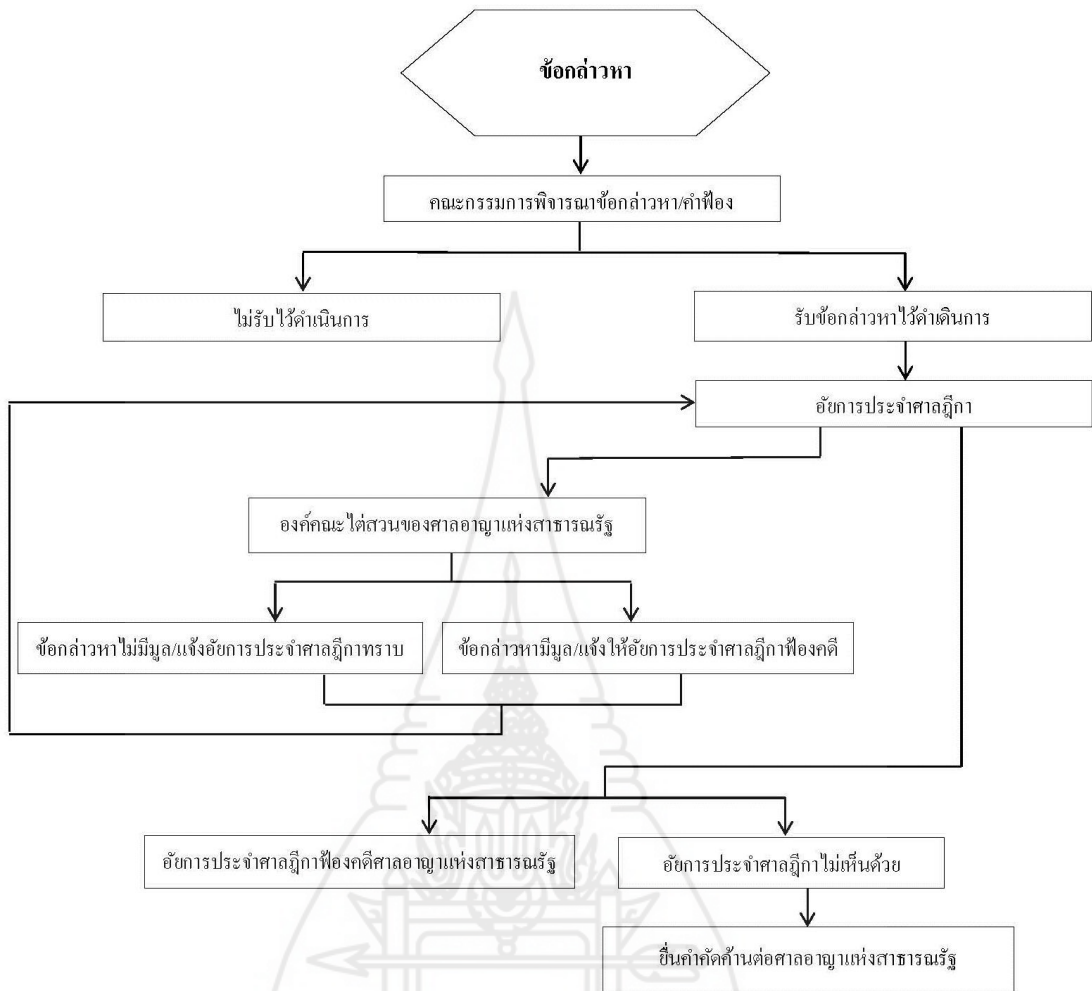 ข้อกล่าวหา
คณะกรรมการพิจารณาข้อกล่าวหา/คำฟ้อง
ไม่รับไว้ดำเนินการ
รับข้อกล่าวหาไว้ดำเดินการ
อัยการประจำศาลฎีกา
องค์คณะไต่สวนของศาลอาญาแห่งสาธารณรัฐ
ข้อกล่าวหาไม่มีมูล/แจ้งอัยการประจำศาลฎีกาทราบ
ข้อกล่าวหามีมูล/แจ้งให้อัยการประจำศาลฎีกาฟ้องคดี
อัยการประจำศาลฎีกาฟ้องคดีศาลอาญาแห่งสาธารณรัฐ
อัยการประจำศาลฎีกาไม่เห็นด้วย
ยื่นคำคัดค้านต่อศาลอาญาแห่งสาธารณรัฐ